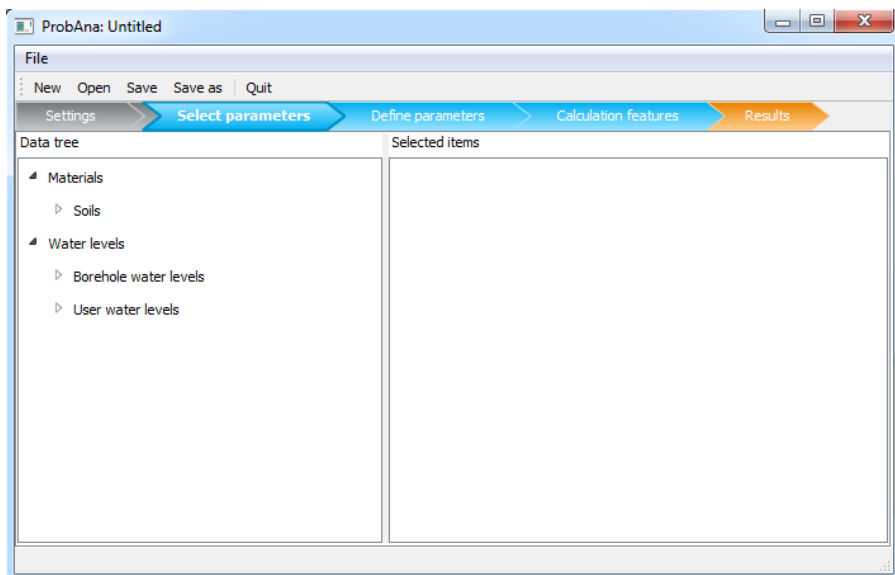 ProbAna: Untitled
File
New Open Save Save as Quit
Settings Select parameters Define parameters Calculation features Results
Data tree Selected items
Materials
Soils
Water levels
Borehole water levels
User water levels